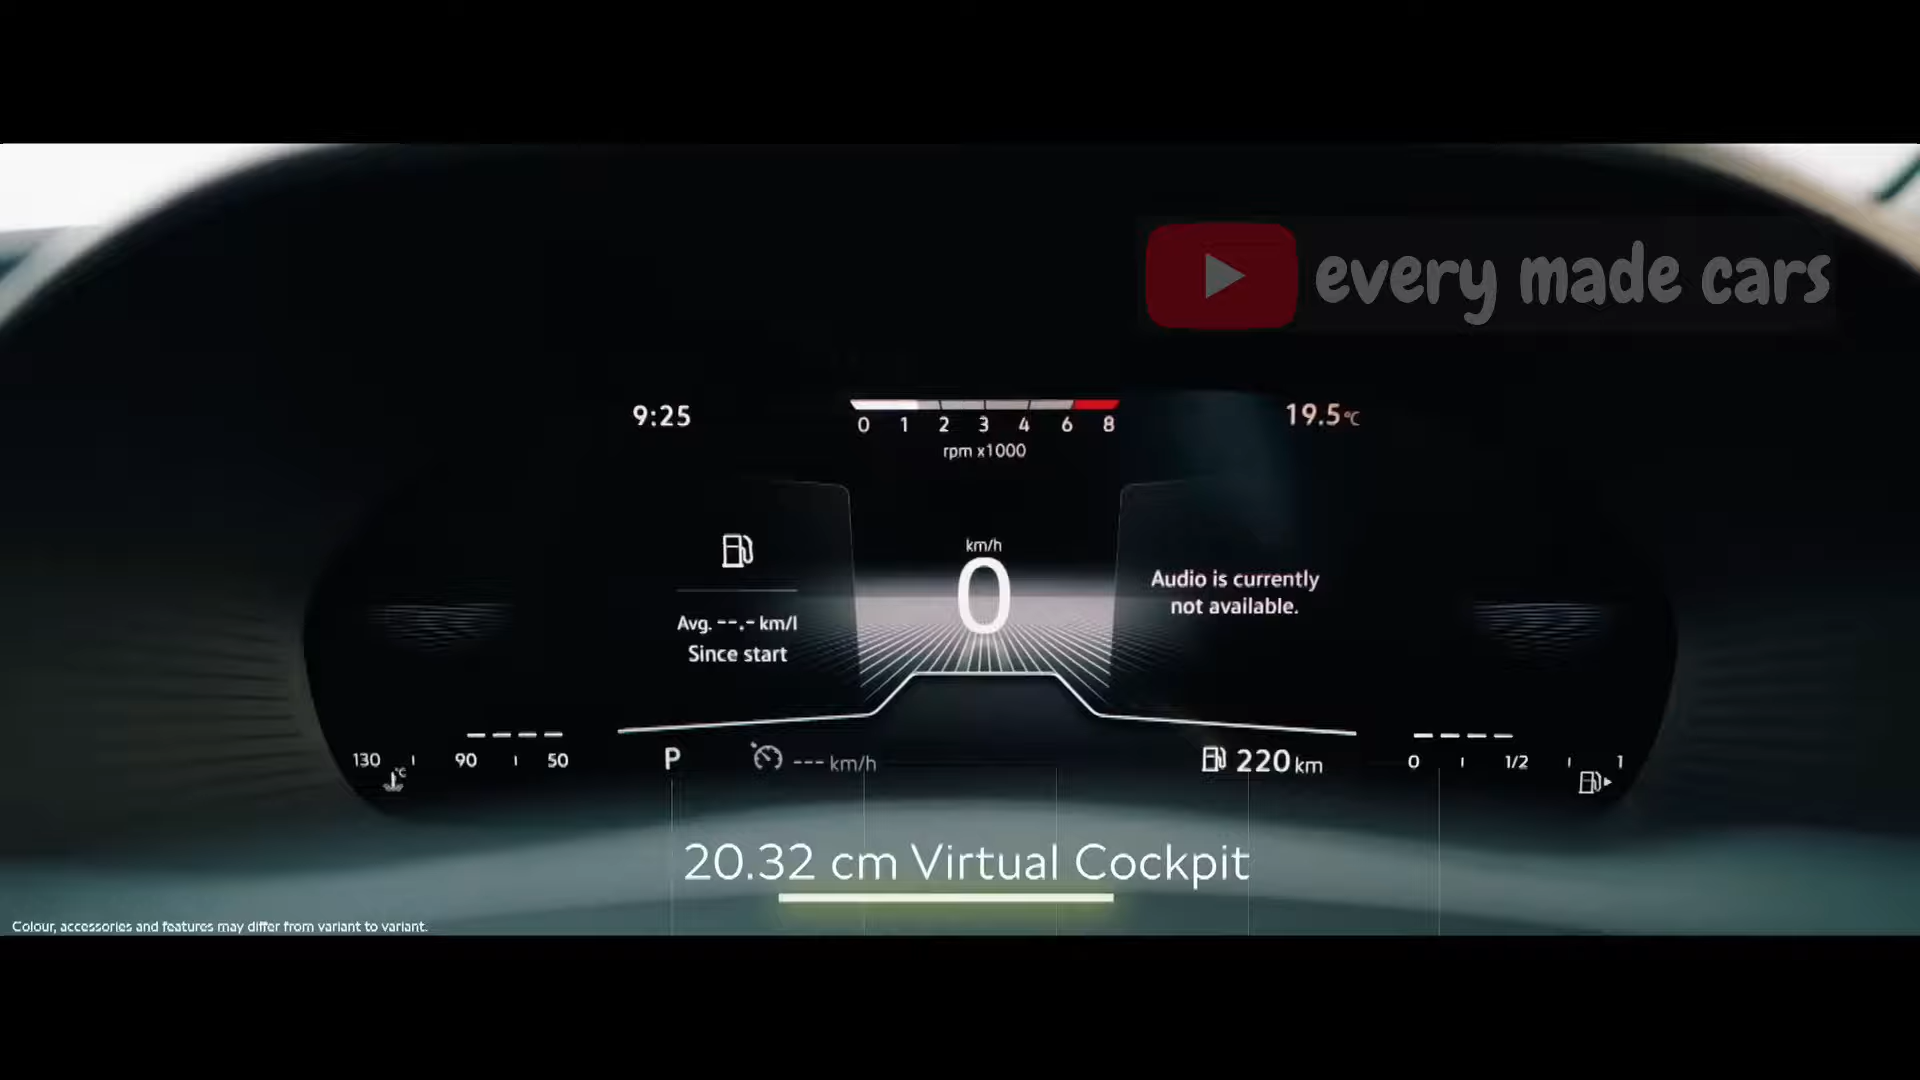 every made cars
9:25
0 1 2 3 4 6 8
19.5°C
rpm x1000
km/h
0
Audio is currently
not available.
Avg. --.- km/l
Since start
130 90 50
°C
P
--- km/h
220 km
0 1/2 1
20.32 cm Virtual Cockpit
Colour, accessories and features may differ from variant to variant.